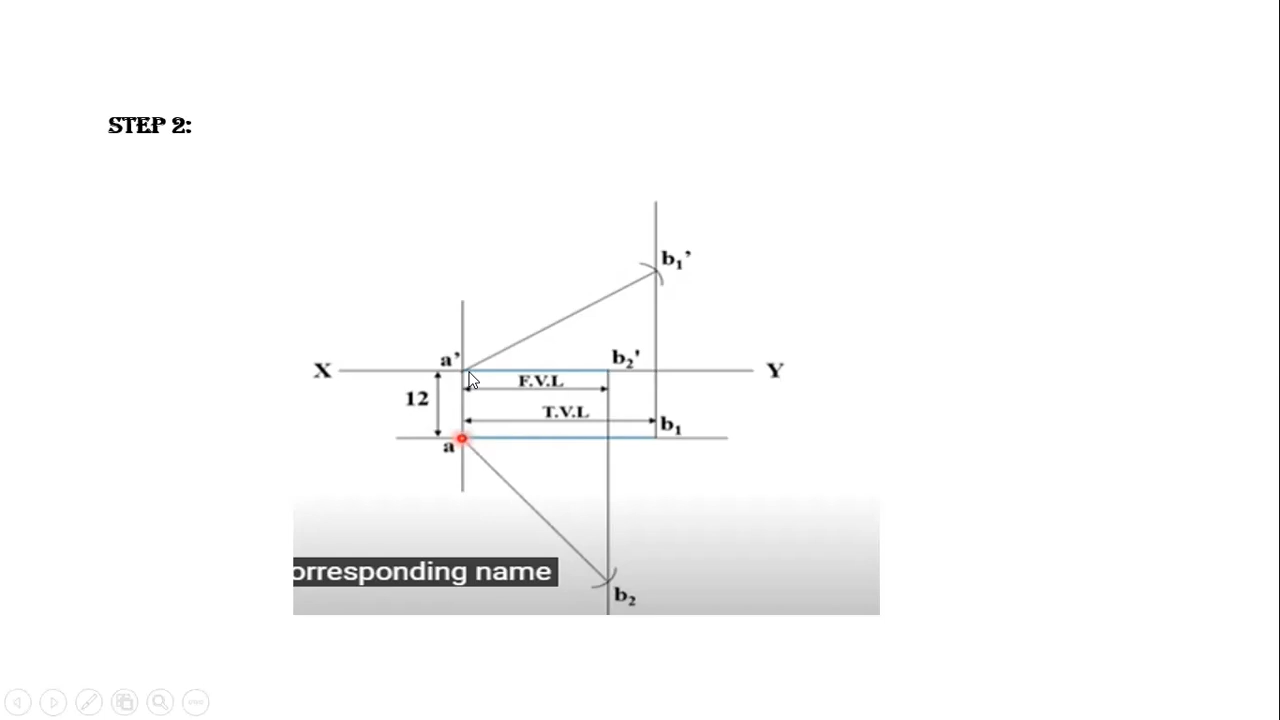 STEP 2:
b₁’
a’
b₂'
X
Y
F.V.L
12
T.V.L
b₁
a
orresponding name
b₂